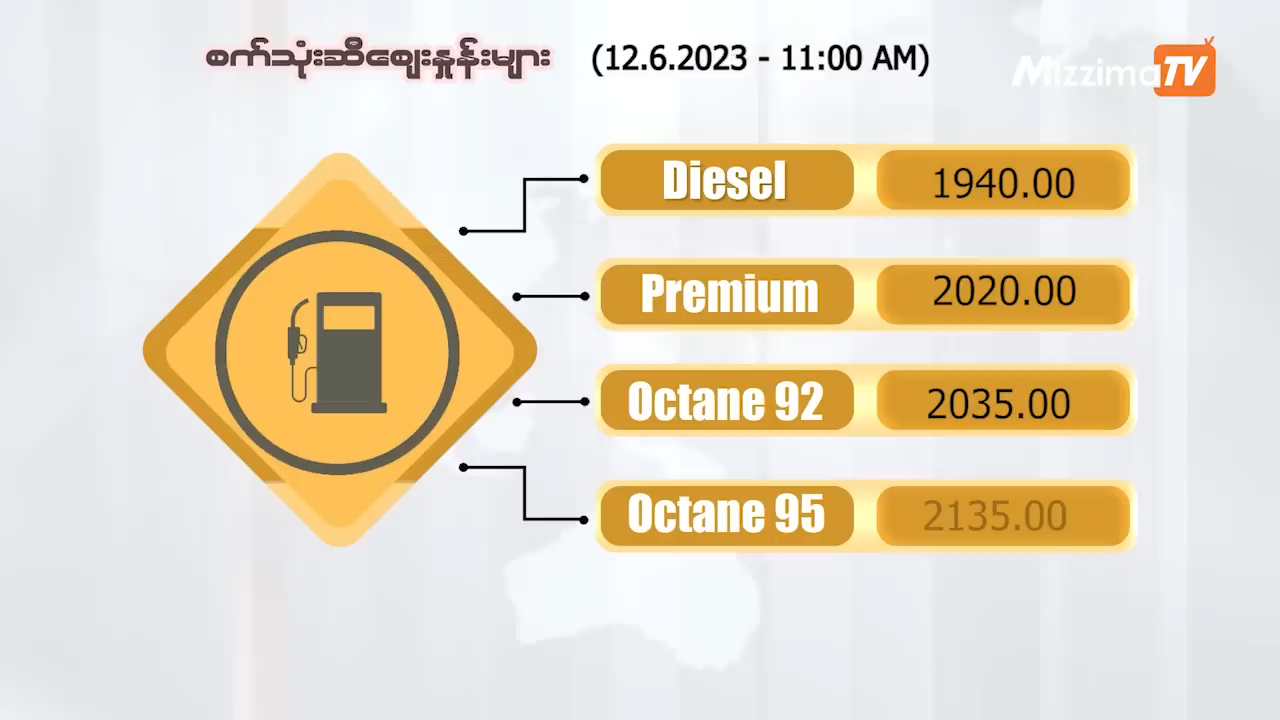 စက်သုံးဆီဈေးနှုန်းများ (12.6.2023 - 11:00 AM)
MizzimaTV
Diesel 1940.00
Premium 2020.00
Octane 92 2035.00
Octane 95 2135.00